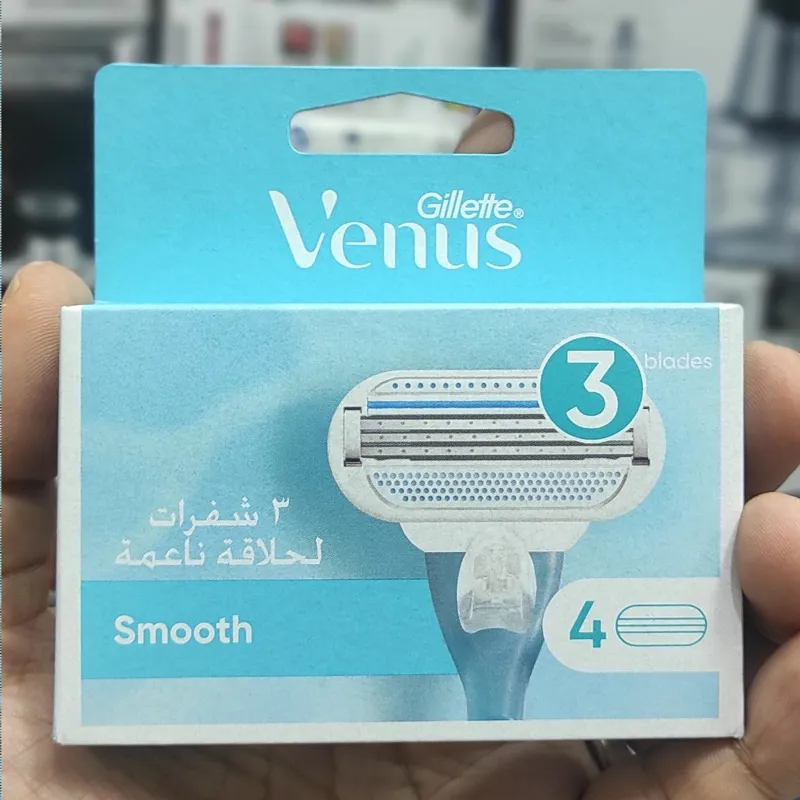 Gillette®
Venus
3
blades
٣ شفرات
لحلاقة ناعمة
Smooth
4